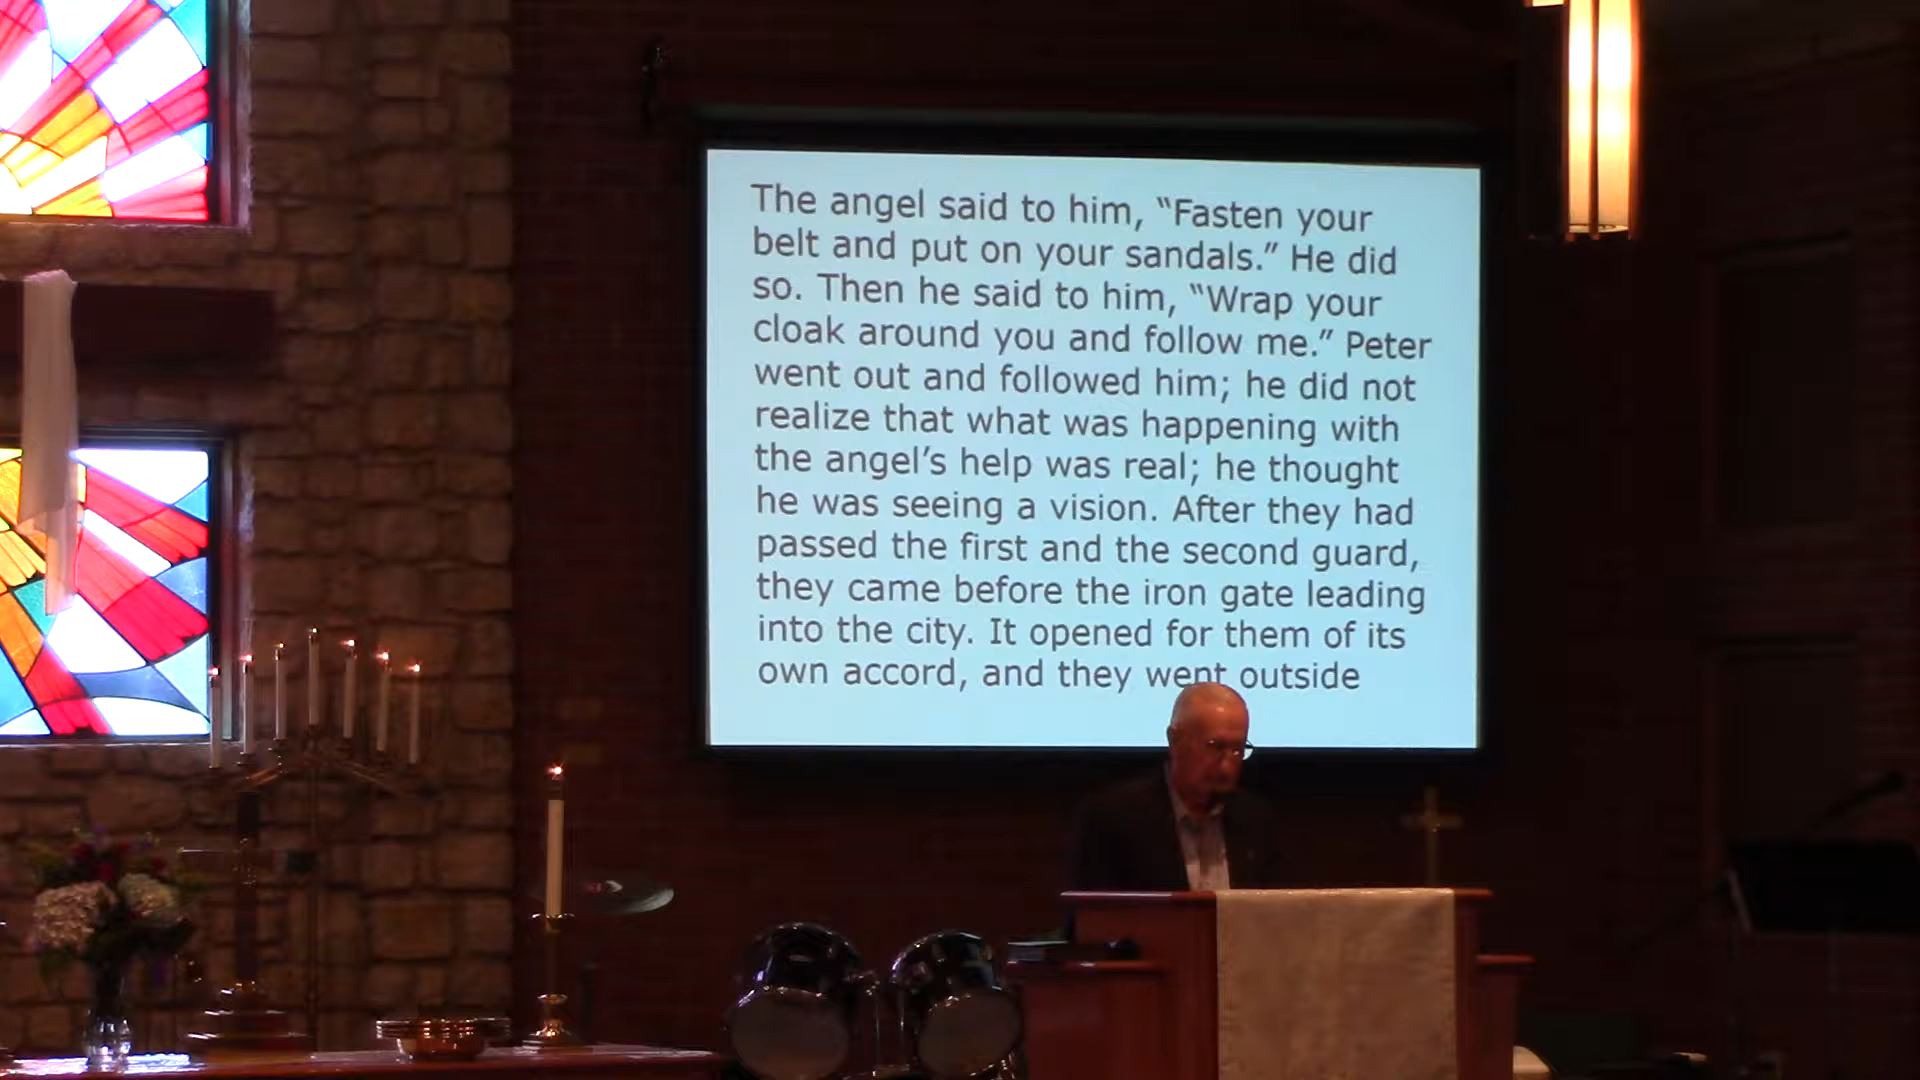 The angel said to him, “Fasten your
belt and put on your sandals.” He did
so. Then he said to him, “Wrap your
cloak around you and follow me.” Peter
went out and followed him; he did not
realize that what was happening with
the angel’s help was real; he thought
he was seeing a vision. After they had
passed the first and the second guard,
they came before the iron gate leading
into the city. It opened for them of its
own accord, and they went outside